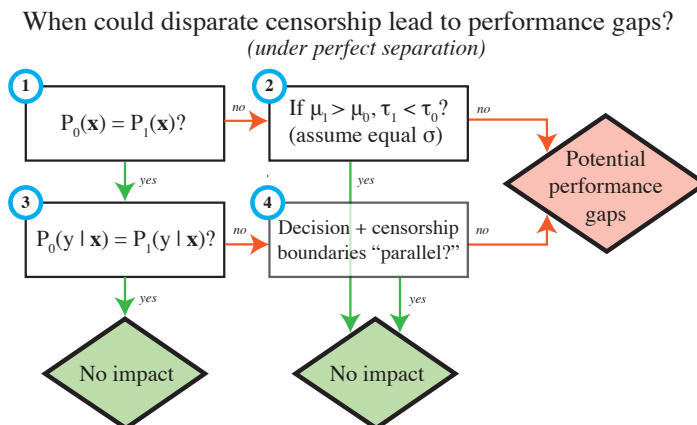 When could disparate censorship lead to performance gaps?
(under perfect separation)
1
P₀(x) = P₁(x)?
no
2
If μ₁ > μ₀, τ₁ < τ₀?
(assume equal σ)
no
Potential
performance
gaps
yes
yes
3
P₀(y | x) = P₁(y | x)?
no
4
Decision + censorship
boundaries “parallel?”
no
yes
yes
No impact
No impact